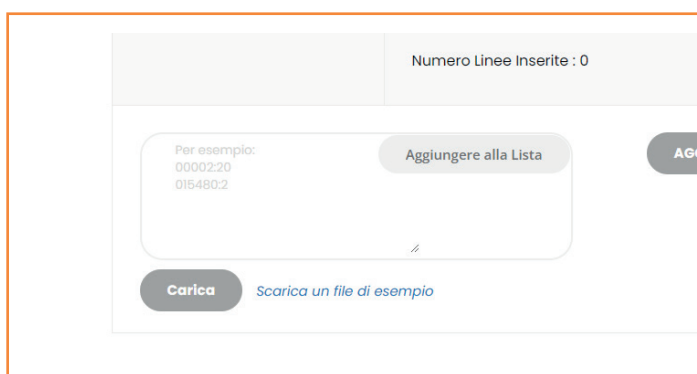 Numero Linee Inserite : 0
Per esempio:
00002:20
015480:2
Aggiungere alla Lista
Carica
Scarica un file di esempio